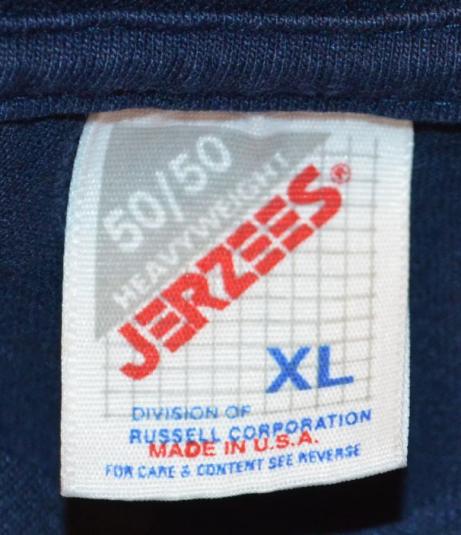 50/50
HEAVYWEIGHT
JERZEES®
XL
DIVISION OF
RUSSELL CORPORATION
MADE IN U.S.A.
FOR CARE & CONTENT SEE REVERSE